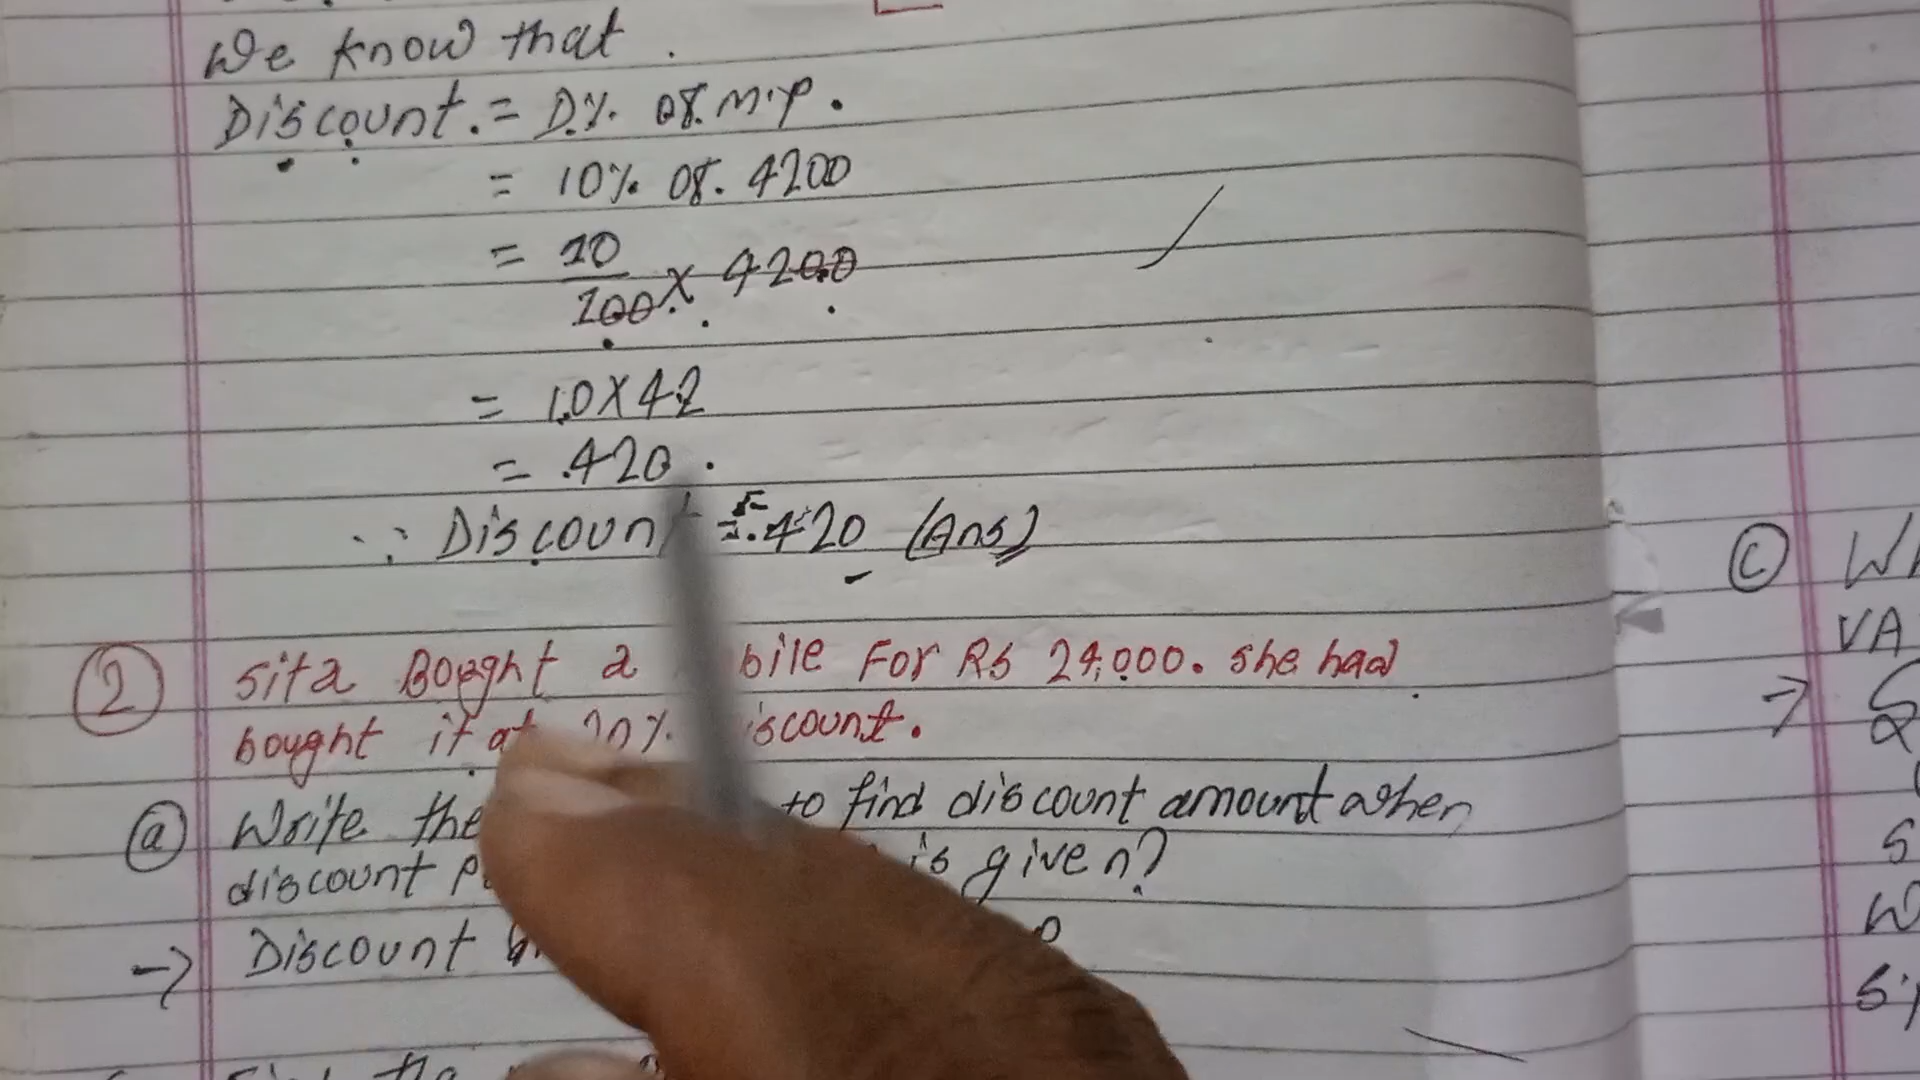 We know that
Discount = D% of M.P.
= 10% of 4200
= 10/100 × 4200
= 10×42
= 420
∴ Discount = 420 (Ans)
2 Sita Bought a bile For Rs 24,000. she had
bought it at 20% iscount.
a Write the to find discount amount when
discount is given?
→ Discount
C
VA
→